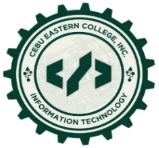 CEBU EASTERN COLLEGE, INC.
</>
INFORMATION TECHNOLOGY